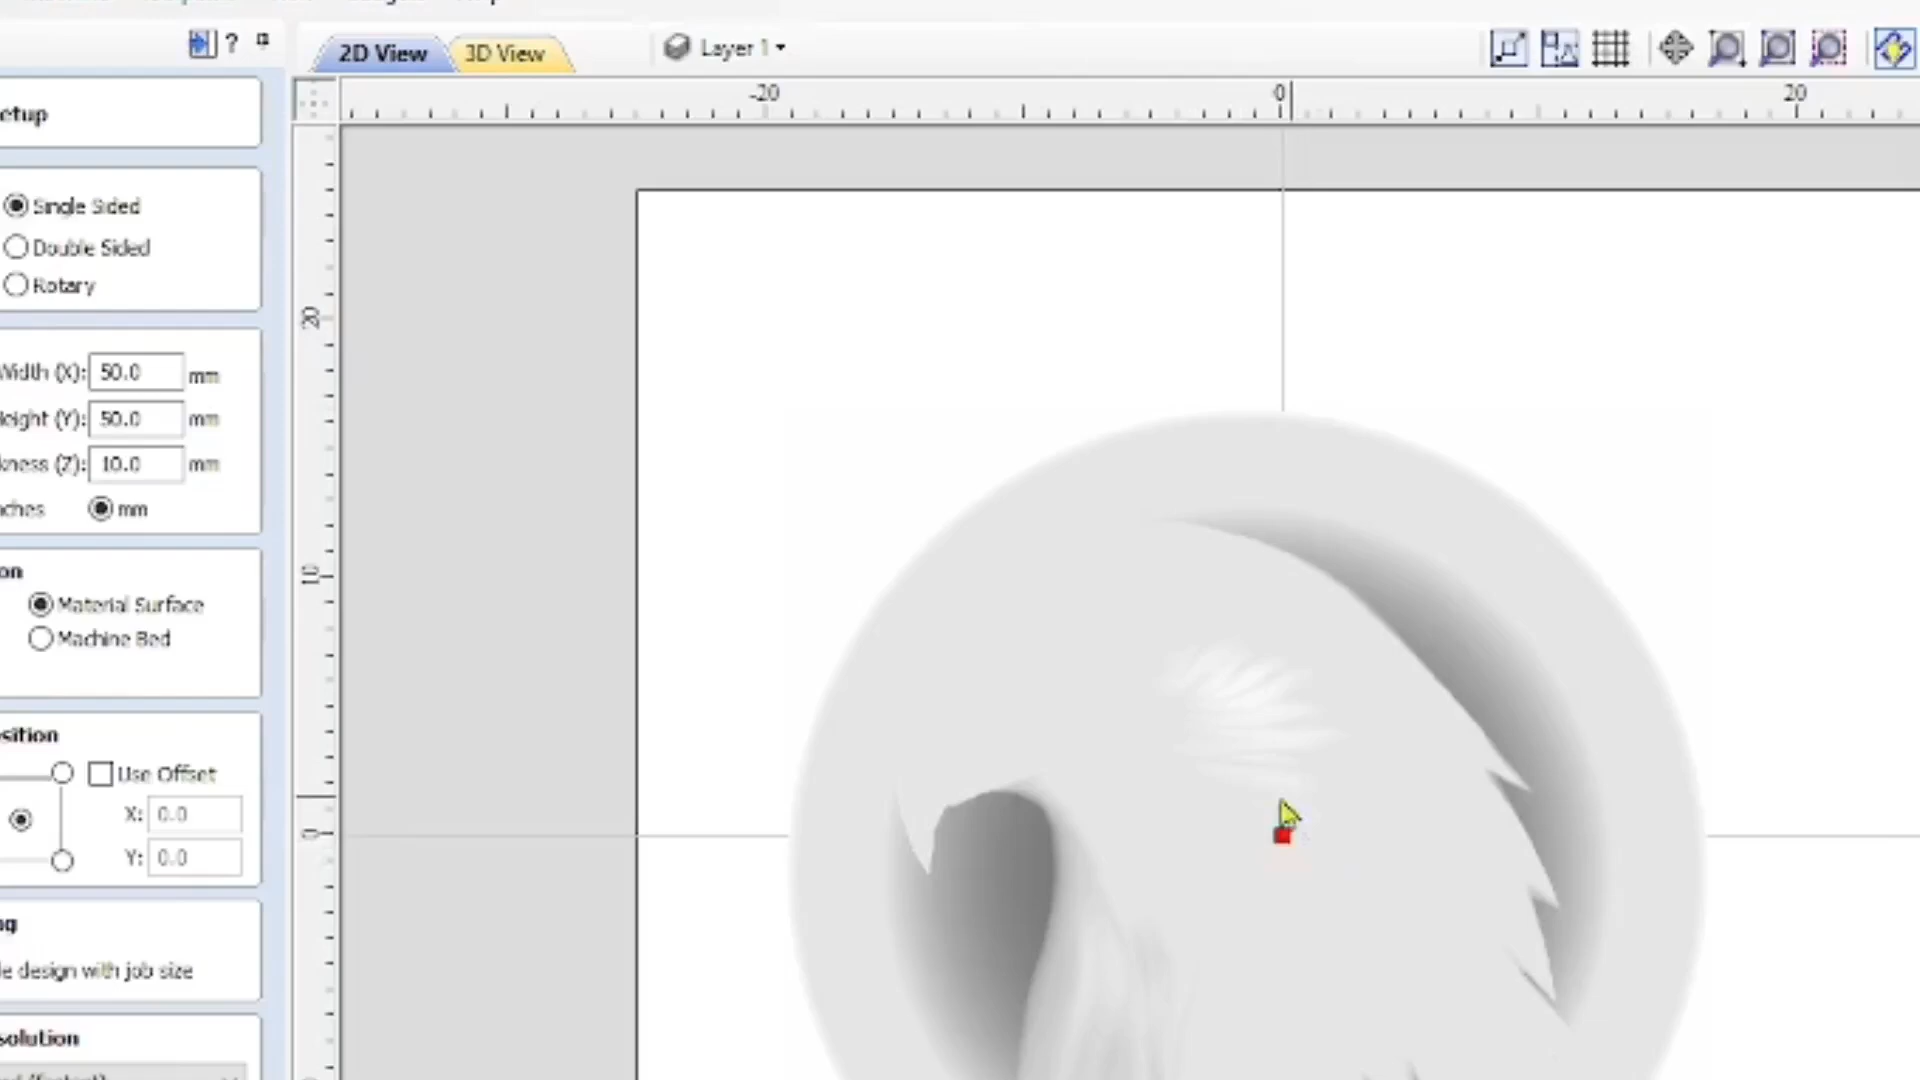 ?
2D View
3D View
Layer 1
-20
0
20
etup
Single Sided
Double Sided
Rotary
20
Width (X): 50.0 mm
eight (Y): 50.0 mm
kness (Z): 10.0 mm
ches mm
10
on
Material Surface
Machine Bed
sition
Use Offset
X: 0.0
0
Y: 0.0
g
le design with job size
solution